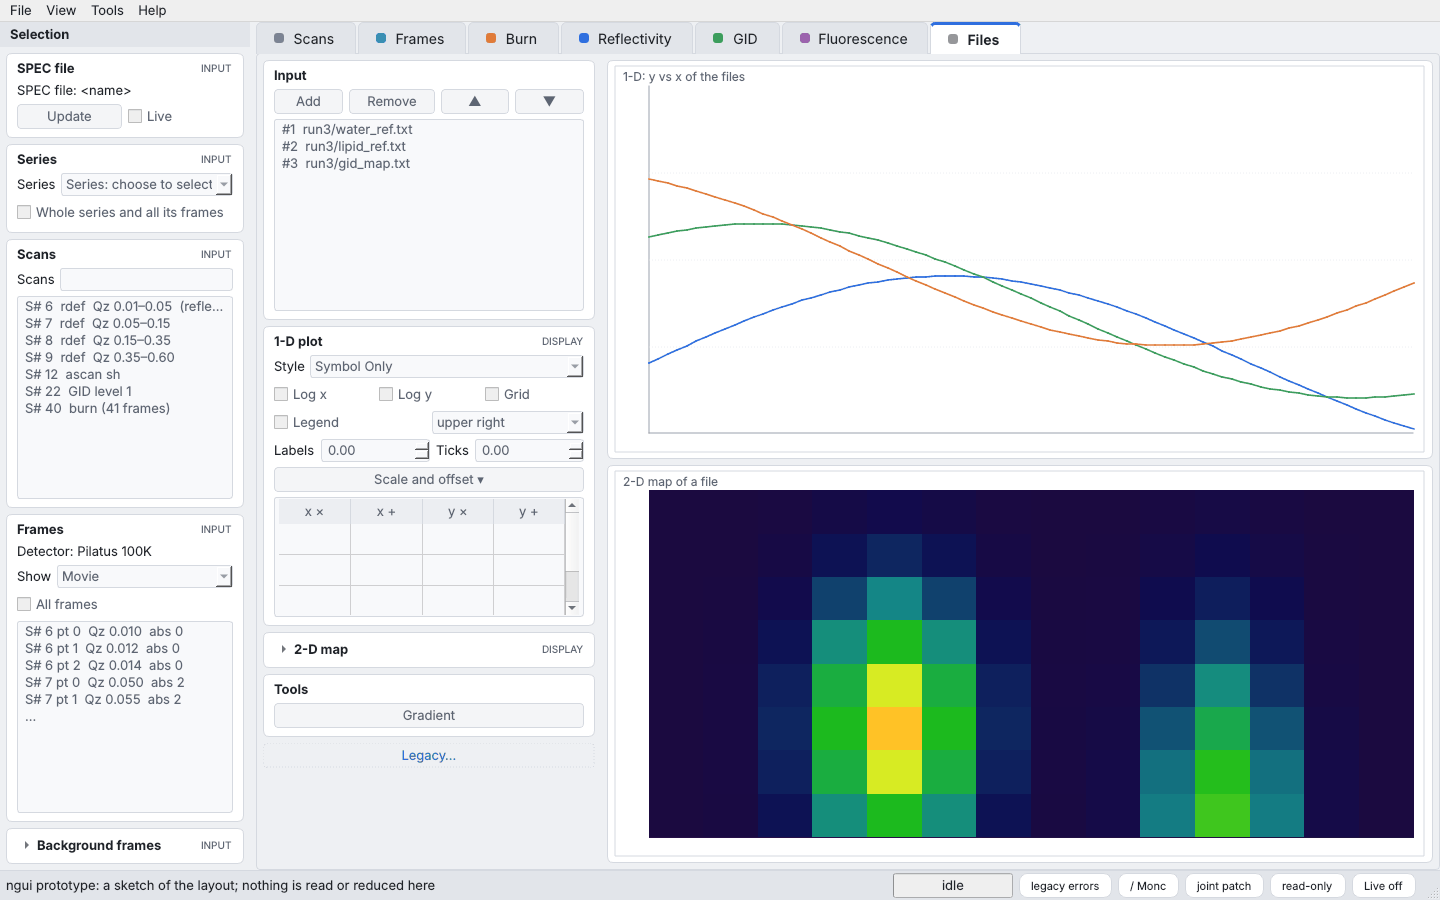 File View Tools Help
Selection
Scans Frames Burn Reflectivity GID Fluorescence Files
SPEC file INPUT
SPEC file: <name>
Update Live
Series INPUT
Series Series: choose to select
Whole series and all its frames
Scans INPUT
Scans
S# 6 rdef Qz 0.01–0.05 (refle...
S# 7 rdef Qz 0.05–0.15
S# 8 rdef Qz 0.15–0.35
S# 9 rdef Qz 0.35–0.60
S# 12 ascan sh
S# 22 GID level 1
S# 40 burn (41 frames)
Frames INPUT
Detector: Pilatus 100K
Show Movie
All frames
S# 6 pt 0 Qz 0.010 abs 0
S# 6 pt 1 Qz 0.012 abs 0
S# 6 pt 2 Qz 0.014 abs 0
S# 7 pt 0 Qz 0.050 abs 2
S# 7 pt 1 Qz 0.055 abs 2
...
Background frames INPUT
Input
Add Remove ▲ ▼
#1 run3/water_ref.txt
#2 run3/lipid_ref.txt
#3 run3/gid_map.txt
1-D plot DISPLAY
Style Symbol Only
Log x Log y Grid
Legend upper right
Labels 0.00 Ticks 0.00
Scale and offset ▾
x × x + y × y +
2-D map DISPLAY
Tools
Gradient
Legacy...
1-D: y vs x of the files
2-D map of a file
ngui prototype: a sketch of the layout; nothing is read or reduced here
idle legacy errors / Monc joint patch read-only Live off